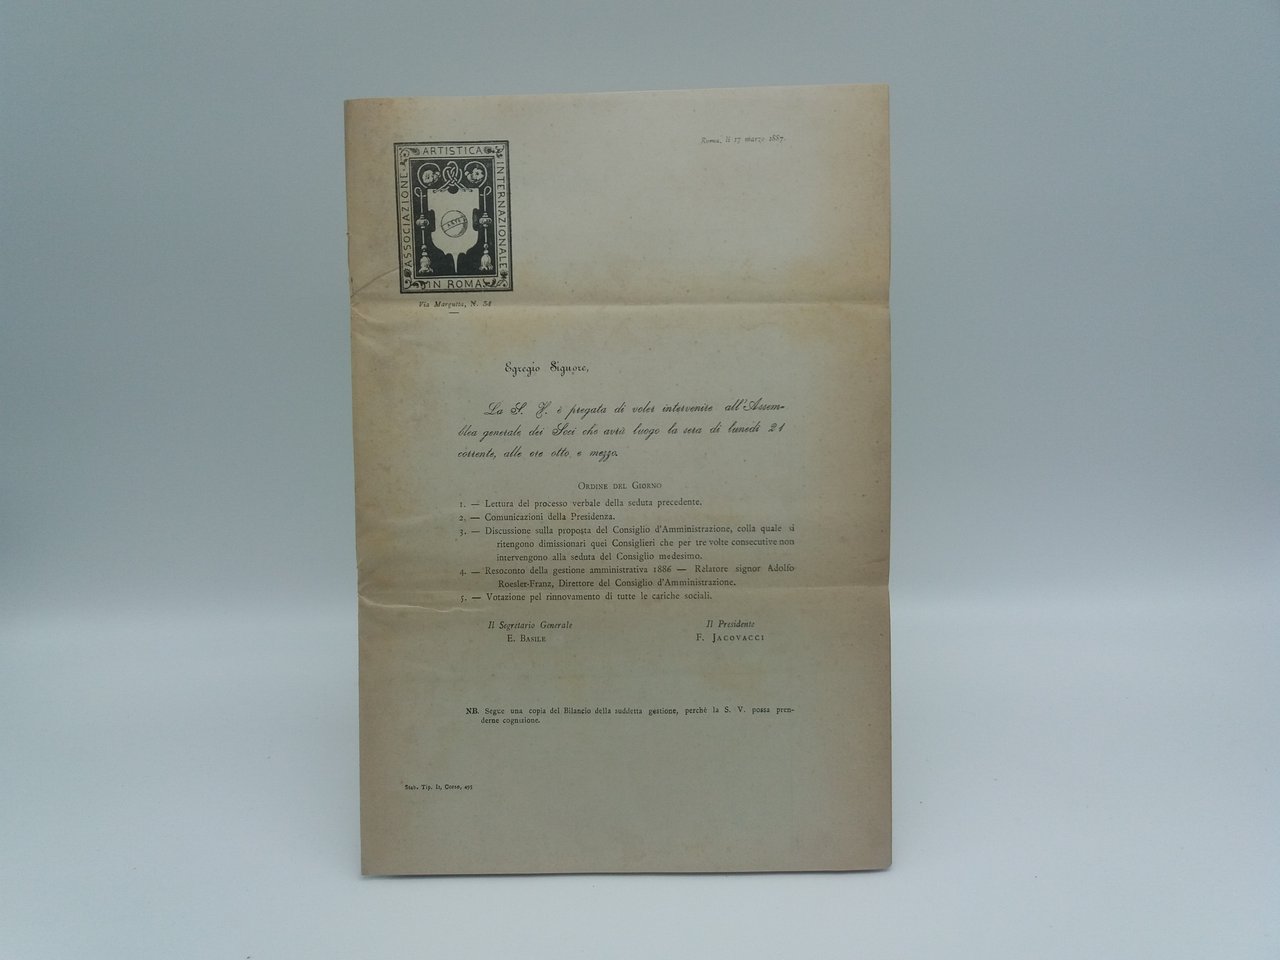 Roma, li 17 marzo 1887.
ASSOCIAZIONE
ARTISTICA
INTERNAZIONALE
IN ROMA
Via Margutta, N. 54
Egregio Signore,
La S. V. è pregata di voler intervenire all'Assem-
blea generale dei Soci che avrà luogo la sera di lunedì 21
corrente, alle ore otto e mezzo.
ORDINE DEL GIORNO
1. — Lettura del processo verbale della seduta precedente.
2. — Comunicazioni della Presidenza.
3. — Discussione sulla proposta del Consiglio d'Amministrazione, colla quale si
ritengono dimissionari quei Consiglieri che per tre volte consecutive non
intervengono alla seduta del Consiglio medesimo.
4. — Resoconto della gestione amministrativa 1886 — Relatore signor Adolfo
Roesler-Franz, Direttore del Consiglio d'Amministrazione.
5. — Votazione pel rinnovamento di tutte le cariche sociali.
Il Segretario Generale Il Presidente
E. BASILE F. JACOVACCI
NB. Segue una copia del Bilancio della suddetta gestione, perchè la S. V. possa pren-
derne cognizione.
Stab. Tip. It, Corso,